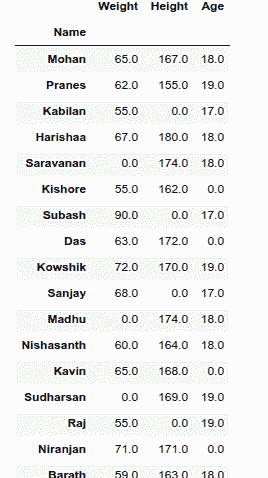 Weight Height Age
Name
Mohan 65.0 167.0 18.0
Pranes 62.0 155.0 19.0
Kabilan 55.0 0.0 17.0
Harishaa 67.0 180.0 18.0
Saravanan 0.0 174.0 18.0
Kishore 55.0 162.0 0.0
Subash 90.0 0.0 17.0
Das 63.0 172.0 0.0
Kowshik 72.0 170.0 19.0
Sanjay 68.0 0.0 17.0
Madhu 0.0 174.0 18.0
Nishasanth 60.0 164.0 18.0
Kavin 65.0 168.0 0.0
Sudharsan 0.0 169.0 19.0
Raj 55.0 0.0 19.0
Niranjan 71.0 171.0 0.0
Barath 59.0 163.0 18.0